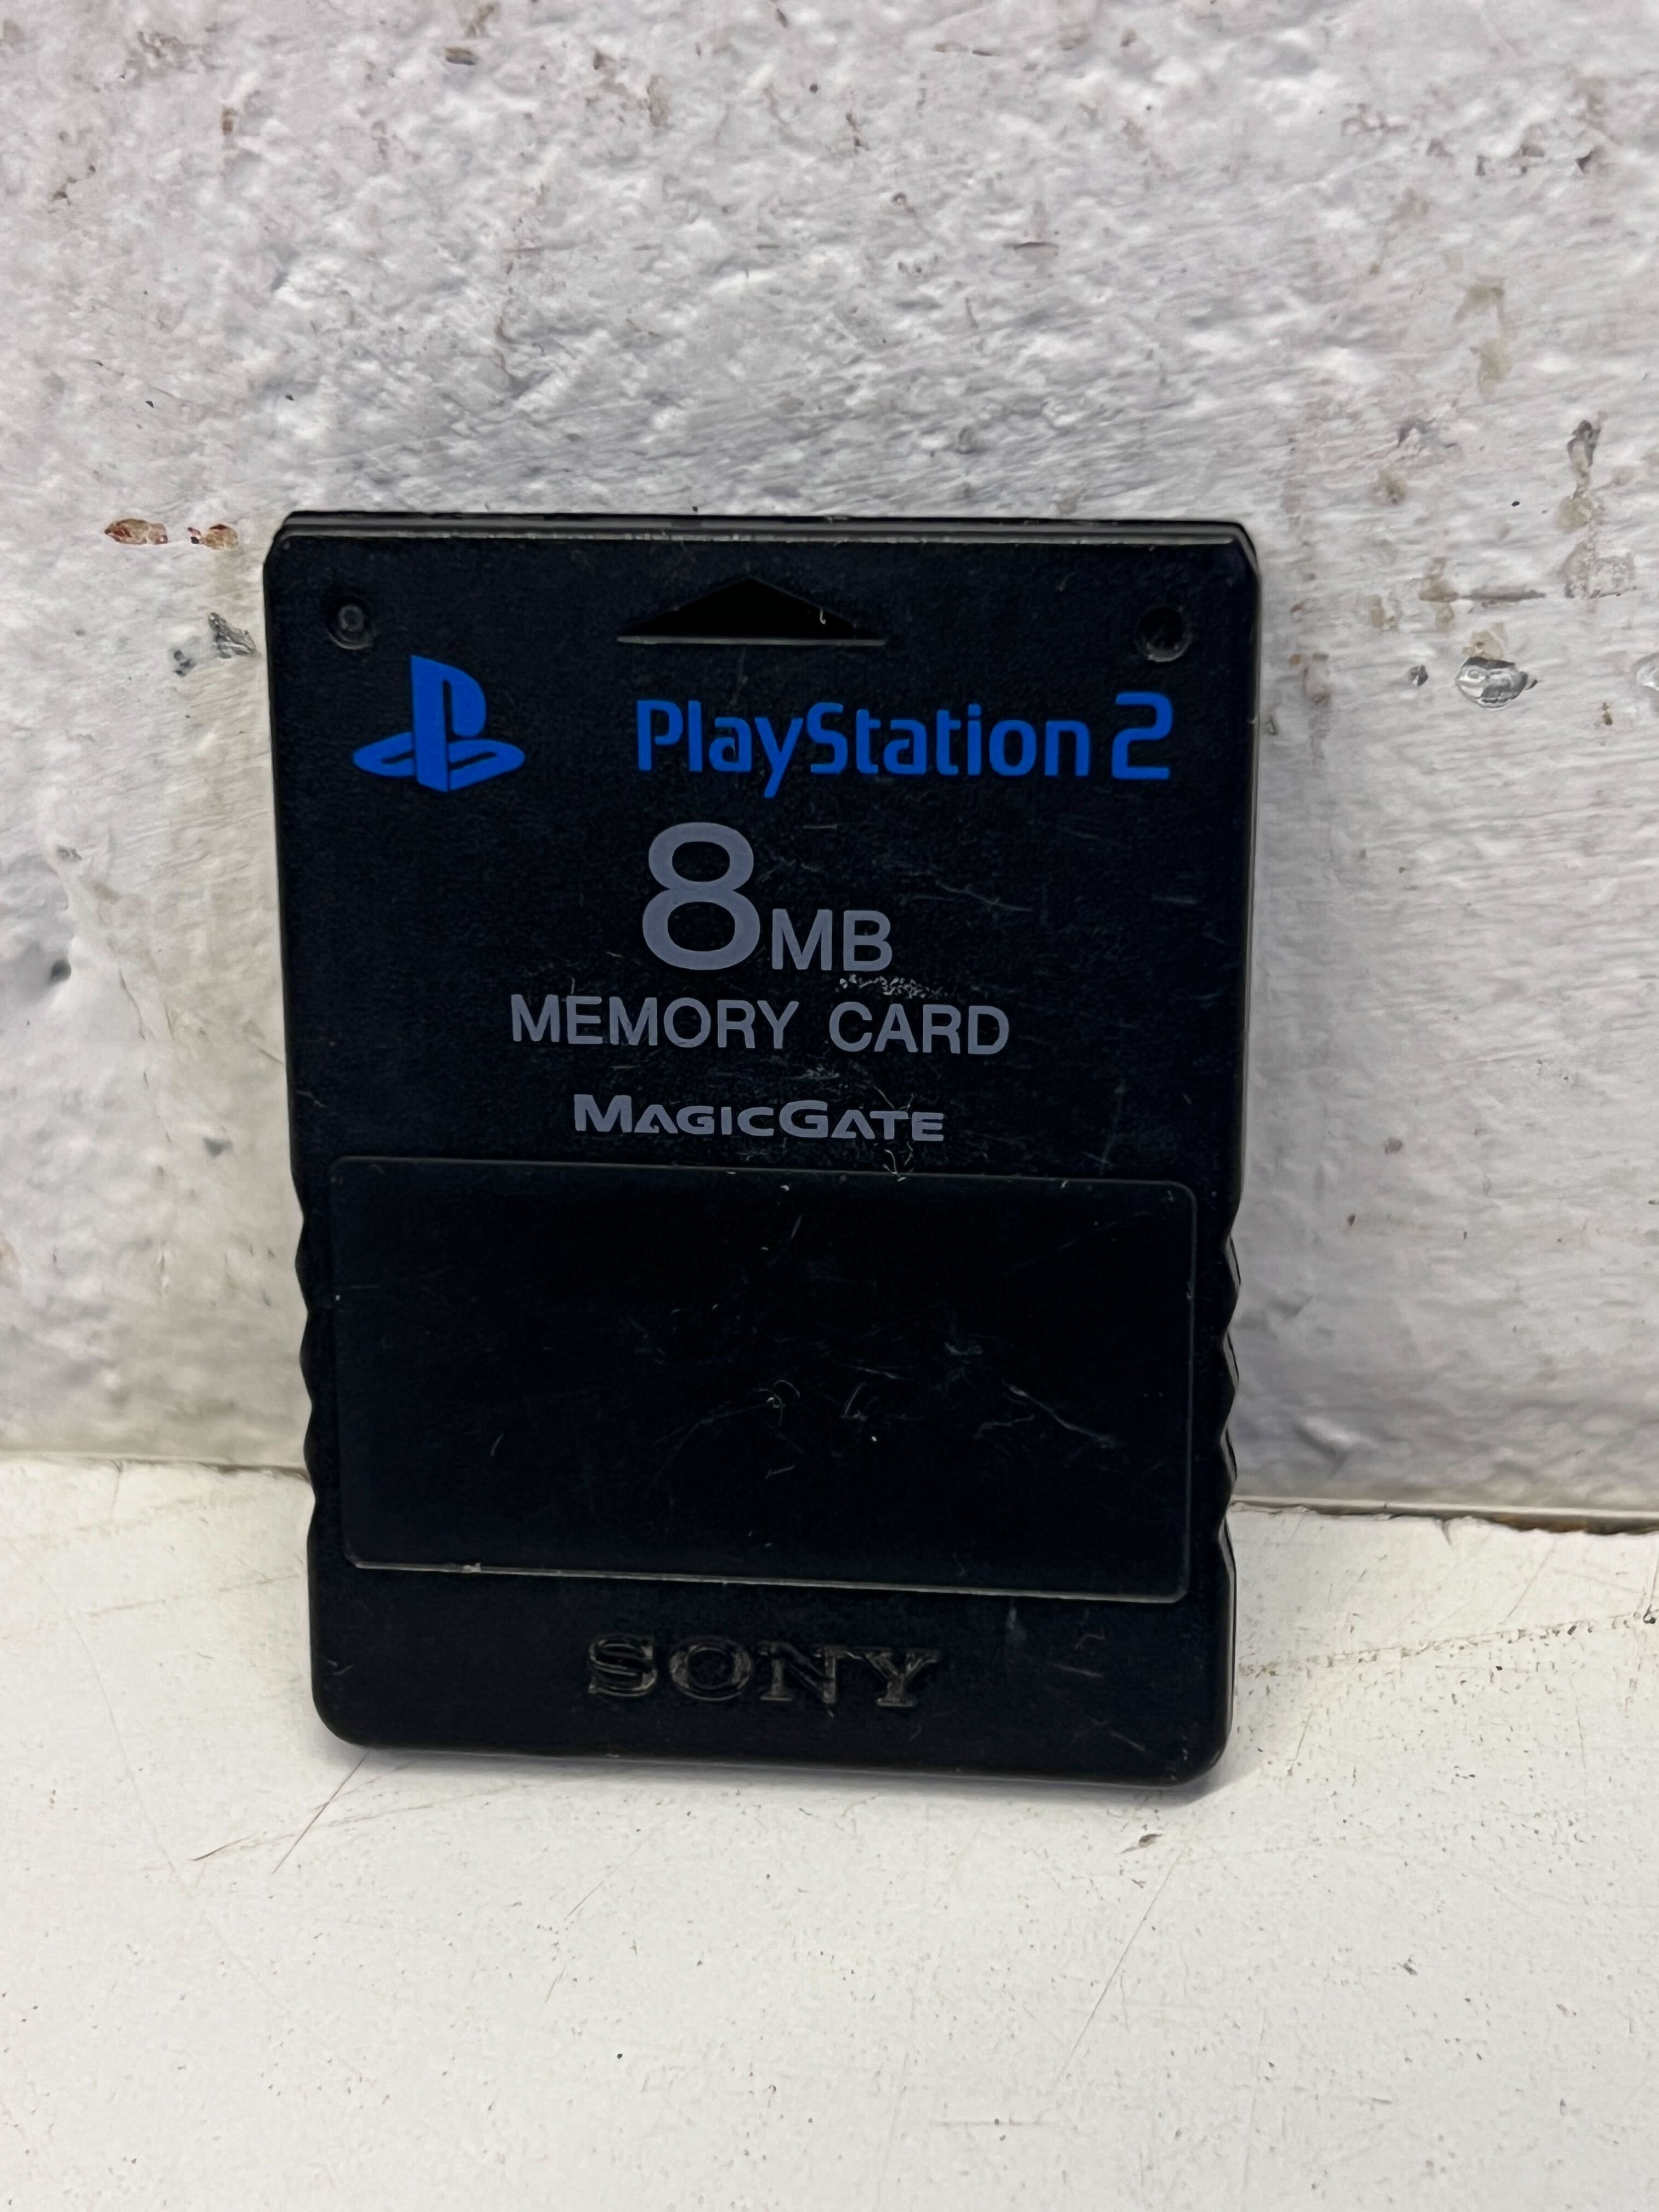 PlayStation 2
8MB
MEMORY CARD
MAGICGATE
SONY